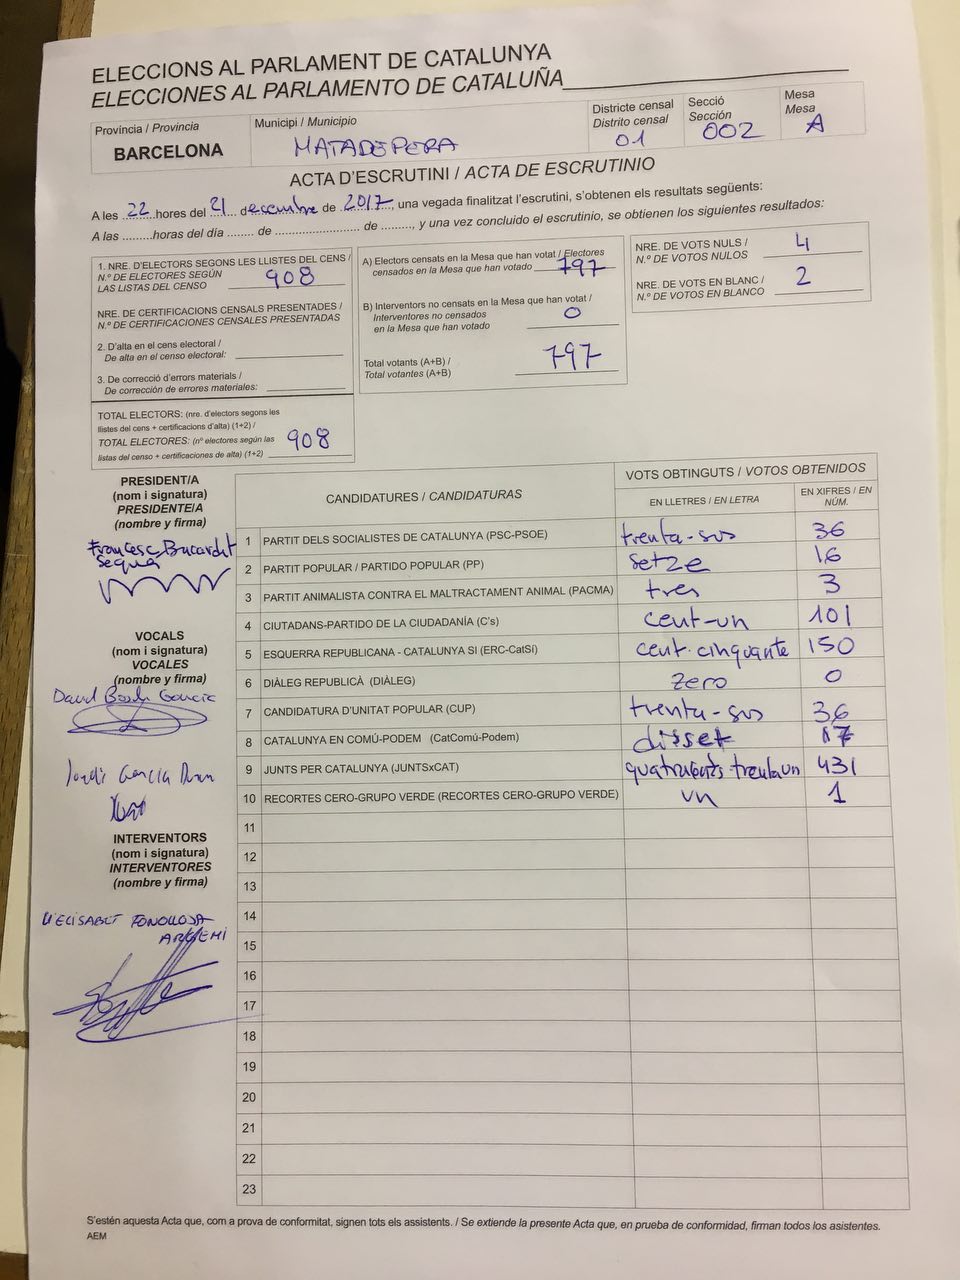 ELECCIONS AL PARLAMENT DE CATALUNYA
ELECCIONES AL PARLAMENTO DE CATALUÑA
Província / Provincia
BARCELONA
Municipi / Municipio
MATADEPERA
Districte censal
Distrito censal
01
Secció
Sección
002
Mesa
Mesa
A
ACTA D'ESCRUTINI / ACTA DE ESCRUTINIO
A les 22 hores del 21 decembre de 2017, una vegada finalitzat l'escrutini, s'obtenen els resultats següents:
A las .........horas del día ........ de ......................... de ........., y una vez concluido el escrutinio, se obtienen los siguientes resultados:
1. NRE. D'ELECTORS SEGONS LES LLISTES DEL CENS /
N.º DE ELECTORES SEGÚN
LAS LISTAS DEL CENSO 908
NRE. DE CERTIFICACIONS CENSALS PRESENTADES /
N.º DE CERTIFICACIONES CENSALES PRESENTADAS
2. D'alta en el cens electoral /
De alta en el censo electoral:
3. De correcció d'errors materials /
De corrección de errores materiales:
TOTAL ELECTORS: (nre. d'electors segons les
llistes del cens + certificacions d'alta) (1+2) /
TOTAL ELECTORES: (nº electores según las
listas del censo + certificaciones de alta) (1+2) 908
A) Electors censats en la Mesa que han votat / Electores
censados en la Mesa que han votado 797
B) Interventors no censats en la Mesa que han votat /
Interventores no censados
en la Mesa que han votado 0
Total votants (A+B) /
Total votantes (A+B) 797
NRE. DE VOTS NULS /
N.º DE VOTOS NULOS 4
NRE. DE VOTS EN BLANC /
N.º DE VOTOS EN BLANCO 2
PRESIDENT/A
(nom i signatura)
PRESIDENTE/A
(nombre y firma)
Francesc
VOCALS
(nom i signatura)
VOCALES
(nombre y firma)
David Bosch Garcia
Jordi Garcia
INTERVENTORS
(nom i signatura)
INTERVENTORES
(nombre y firma)
ELISABET FONOLLOSA
ARGEMI
CANDIDATURES / CANDIDATURAS
VOTS OBTINGUTS / VOTOS OBTENIDOS
EN LLETRES / EN LETRA
EN XIFRES / EN
NÚM.
1 PARTIT DELS SOCIALISTES DE CATALUNYA (PSC-PSOE) trenta-sis 36
2 PARTIT POPULAR / PARTIDO POPULAR (PP) setze 16
3 PARTIT ANIMALISTA CONTRA EL MALTRACTAMENT ANIMAL (PACMA) tres 3
4 CIUTADANS-PARTIDO DE LA CIUDADANÍA (C's) cent-un 101
5 ESQUERRA REPUBLICANA - CATALUNYA SÍ (ERC-CatSí) cent-cinquante 150
6 DIÀLEG REPUBLICÀ (DIÀLEG) zero 0
7 CANDIDATURA D'UNITAT POPULAR (CUP) trenta-sis 36
8 CATALUNYA EN COMÚ-PODEM (CatComú-Podem) disset 17
9 JUNTS PER CATALUNYA (JUNTSxCAT) quatrucents trenta un 431
10 RECORTES CERO-GRUPO VERDE (RECORTES CERO-GRUPO VERDE) un 1
11
12
13
14
15
16
17
18
19
20
21
22
23
S'estén aquesta Acta que, com a prova de conformitat, signen tots els assistents. / Se extiende la presente Acta que, en prueba de conformidad, firman todos los asistentes.
AEM